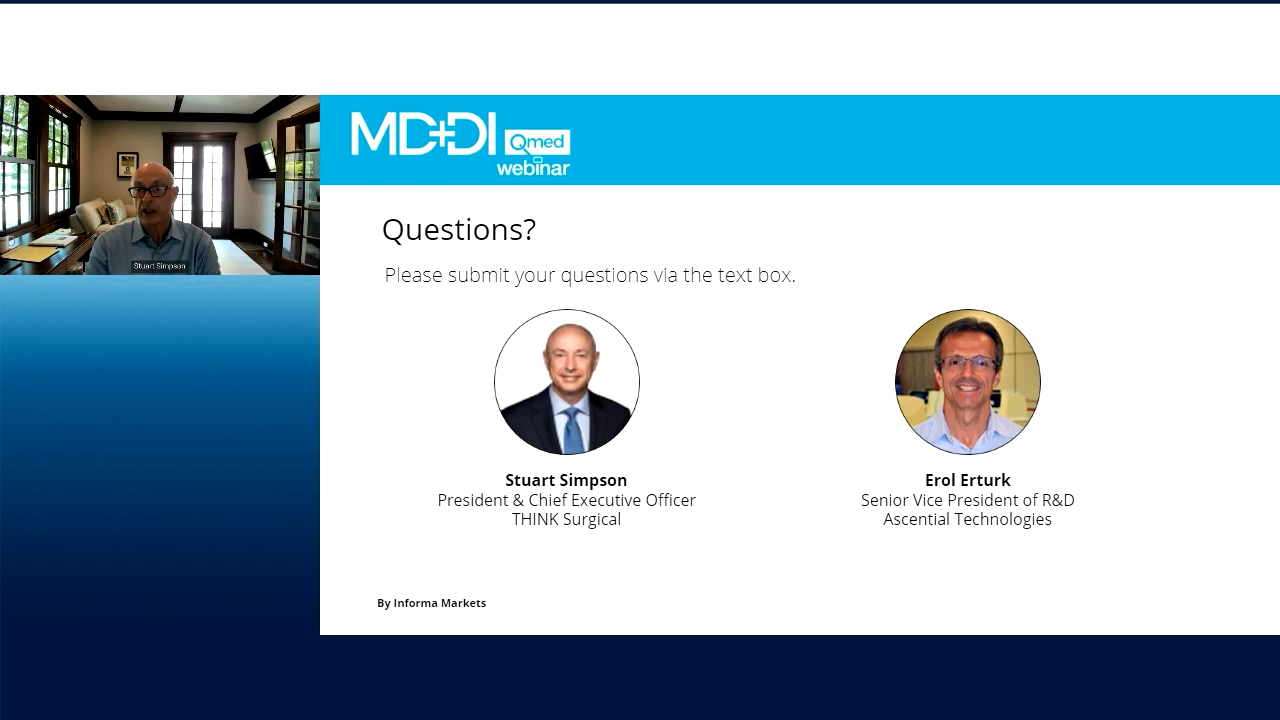 MD+DI
Qmed
webinar
Stuart Simpson
Questions?
Please submit your questions via the text box.
Stuart Simpson
President & Chief Executive Officer
THINK Surgical
Erol Erturk
Senior Vice President of R&D
Ascential Technologies
By Informa Markets